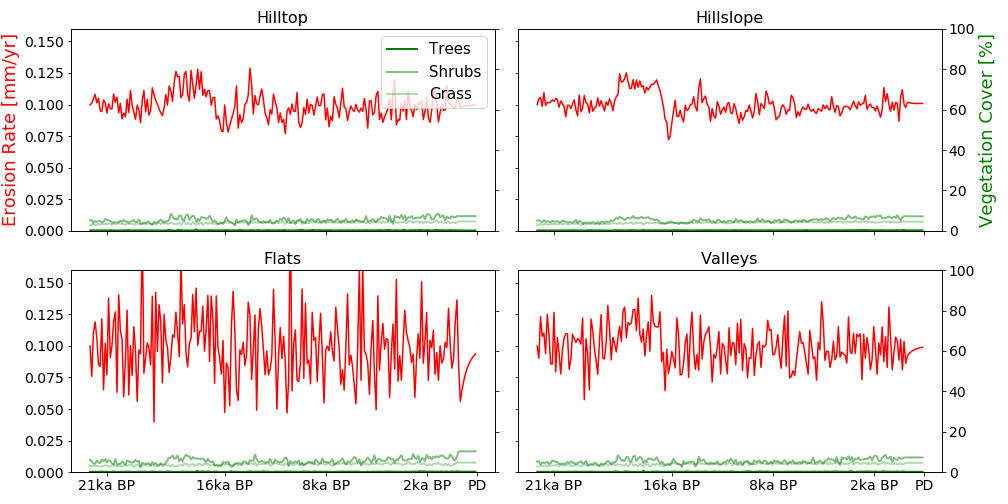 Hilltop
Hillslope
Erosion Rate [mm/yr]
0.150
0.125
0.100
0.075
0.050
0.025
0.000
Trees
Shrubs
Grass
100
80
60
40
20
0
Vegetation Cover [%]
Flats
Valleys
0.150
0.125
0.100
0.075
0.050
0.025
0.000
100
80
60
40
20
0
21ka BP 16ka BP 8ka BP 2ka BP PD
21ka BP 16ka BP 8ka BP 2ka BP PD